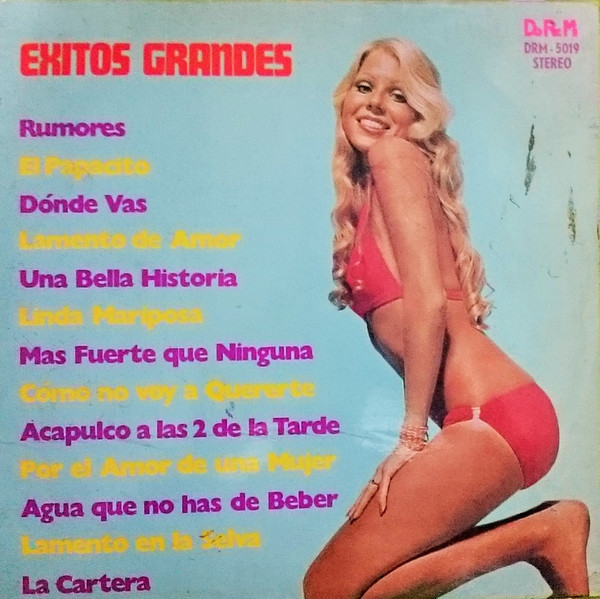 EXITOS GRANDES
DoReM
DRM - 5019
STEREO
Rumores
El Papacito
Dónde Vas
Lamento de Amor
Una Bella Historia
Linda Mariposa
Mas Fuerte que Ninguna
Cómo no voy a Quererte
Acapulco a las 2 de la Tarde
Por el Amor de una Mujer
Agua que no has de Beber
Lamento en la Selva
La Cartera